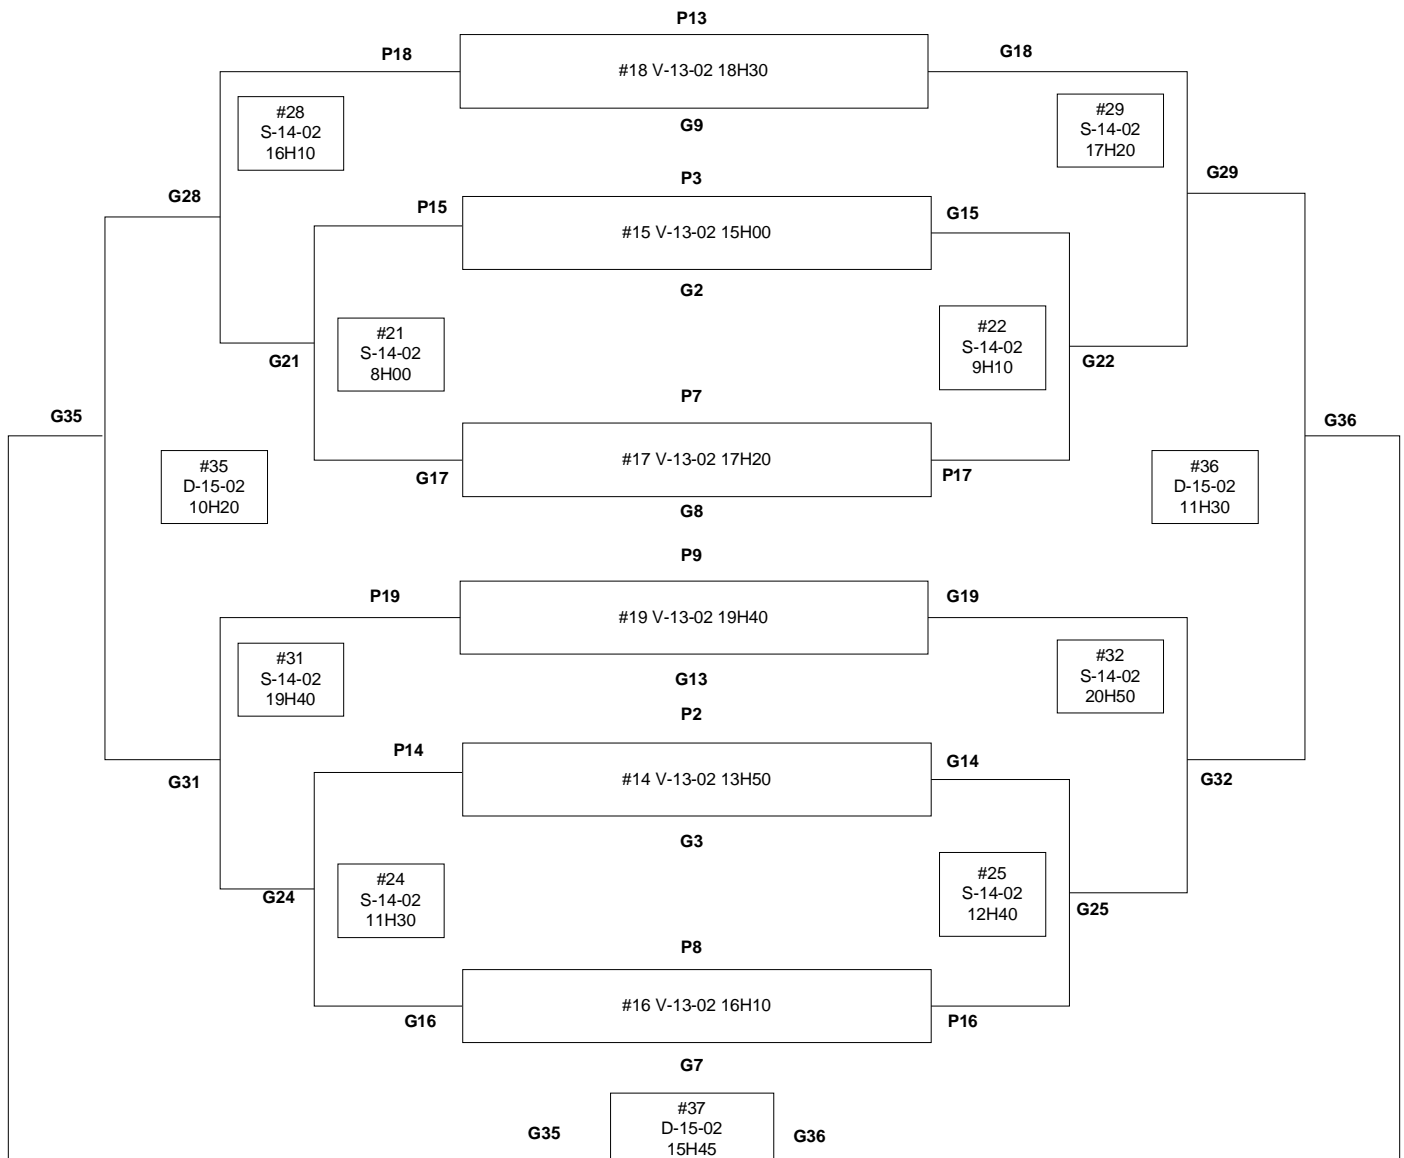 P13
P18
#18 V-13-02 18H30
G18
#28
S-14-02
16H10
G9
#29
S-14-02
17H20
P3
G29
G28
P15
#15 V-13-02 15H00
G15
G2
#21
S-14-02
8H00
#22
S-14-02
9H10
G21
G22
P7
G35
G36
#17 V-13-02 17H20
G17
P17
#35
D-15-02
10H20
#36
D-15-02
11H30
G8
P9
P19
#19 V-13-02 19H40
G19
#31
S-14-02
19H40
#32
S-14-02
20H50
G13
P2
P14
#14 V-13-02 13H50
G14
G31
G32
G3
#24
S-14-02
11H30
#25
S-14-02
12H40
G24
G25
P8
#16 V-13-02 16H10
G16
P16
G7
G35
#37
D-15-02
15H45
G36